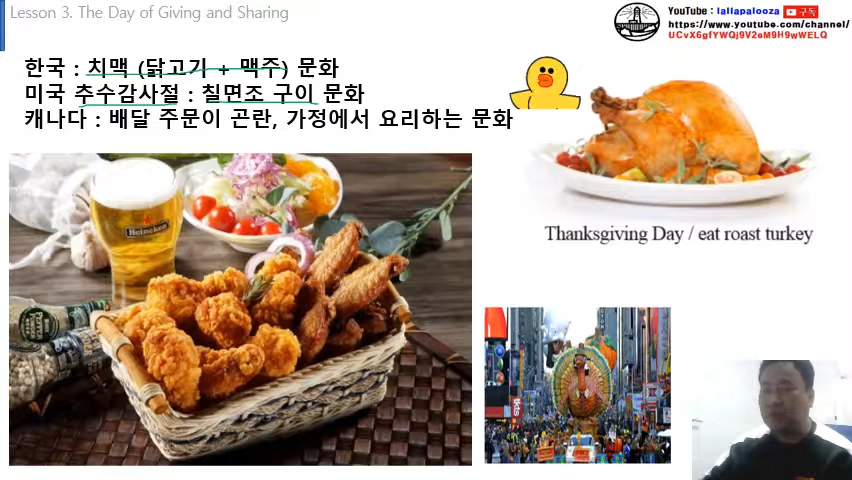 Lesson 3. The Day of Giving and Sharing
YouTube : lallapalooza 구독
https://www.youtube.com/channel/
UCvX6gfYWQj9V2eM9H9wWELQ
한국 : 치맥 (닭고기 + 맥주) 문화
미국 추수감사절 : 칠면조 구이 문화
캐나다 : 배달 주문이 곤란, 가정에서 요리하는 문화
Heineken
Thanksgiving Day / eat roast turkey